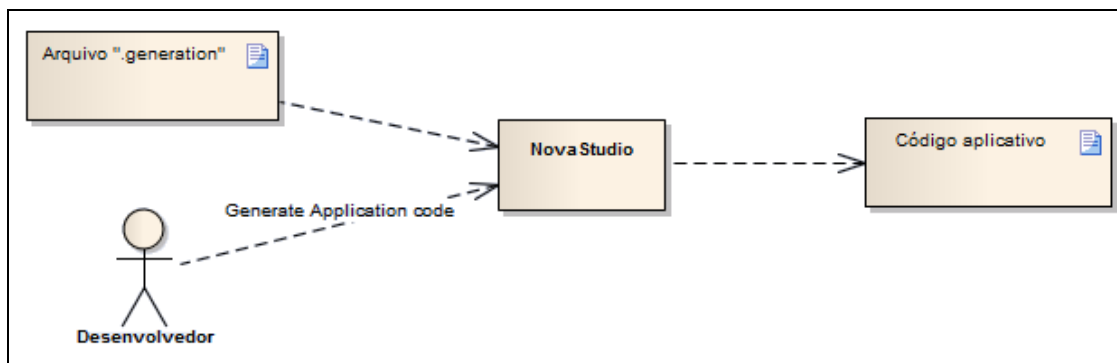 Arquivo ".generation"
NovaStudio
Código aplicativo
Generate Application code
Desenvolvedor